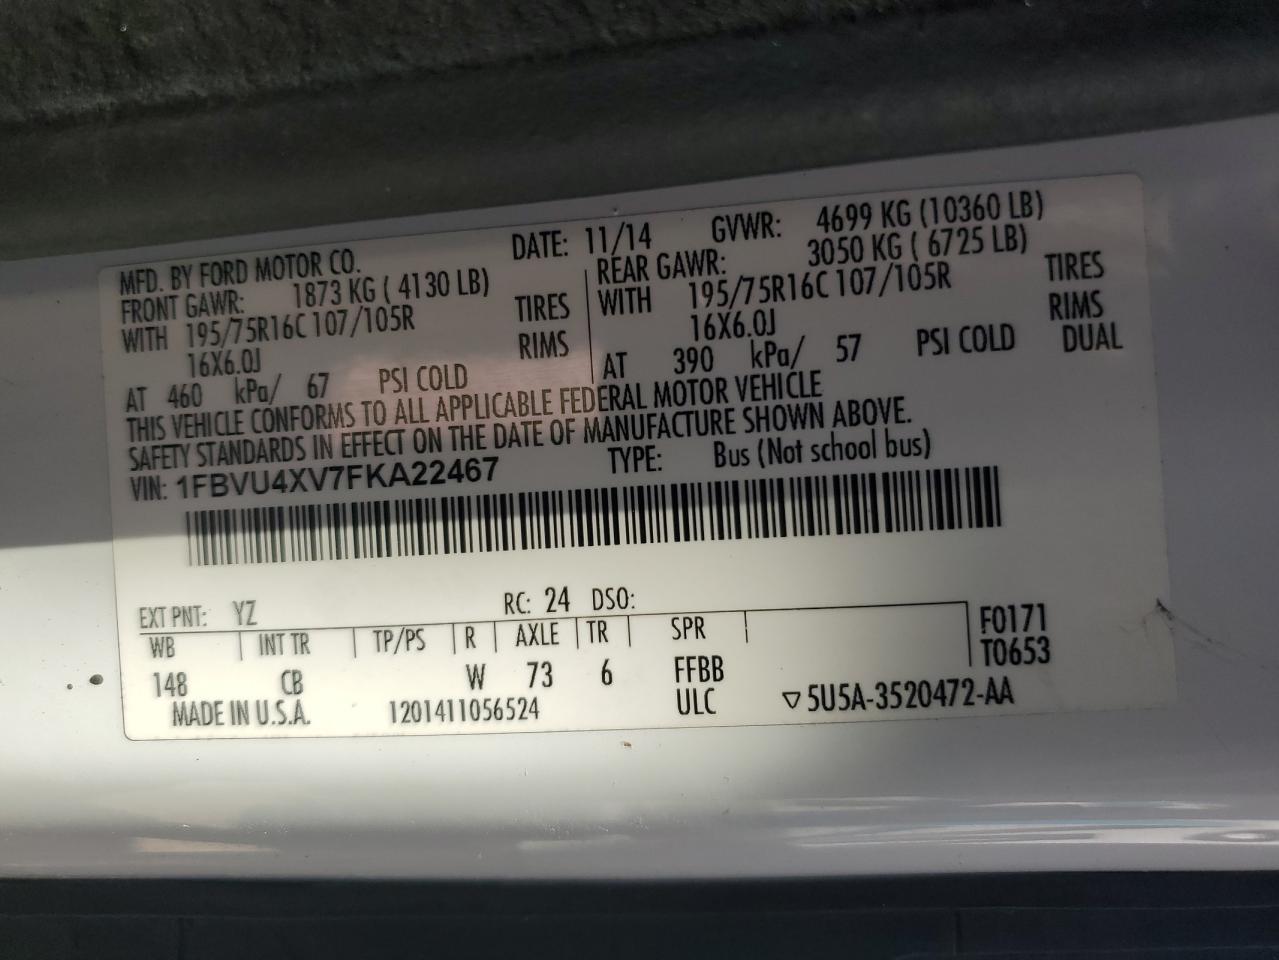 MFD. BY FORD MOTOR CO. DATE: 11/14 GVWR: 4699 KG (10360 LB)
FRONT GAWR: 1873 KG ( 4130 LB) REAR GAWR: 3050 KG ( 6725 LB)
WITH 195/75R16C 107/105R TIRES WITH 195/75R16C 107/105R TIRES
16X6.0J RIMS 16X6.0J RIMS
AT 460 kPa/ 67 PSI COLD AT 390 kPa/ 57 PSI COLD DUAL
THIS VEHICLE CONFORMS TO ALL APPLICABLE FEDERAL MOTOR VEHICLE
SAFETY STANDARDS IN EFFECT ON THE DATE OF MANUFACTURE SHOWN ABOVE.
VIN: 1FBVU4XV7FKA22467 TYPE: Bus (Not school bus)
EXT PNT: YZ RC: 24 DSO:
WB INT TR TP/PS R AXLE TR SPR F0171
T0653
148 CB W 73 6 FFBB
MADE IN U.S.A. 1201411056524 ULC ▽5U5A-3520472-AA